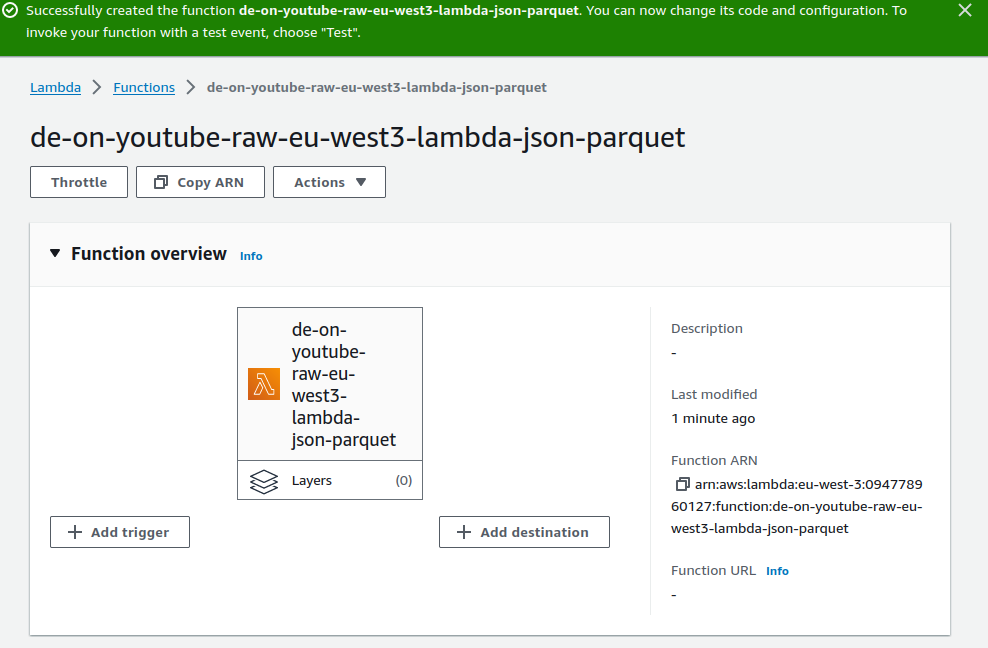 Successfully created the function de-on-youtube-raw-eu-west3-lambda-json-parquet. You can now change its code and configuration. To
invoke your function with a test event, choose "Test".
Lambda > Functions > de-on-youtube-raw-eu-west3-lambda-json-parquet
de-on-youtube-raw-eu-west3-lambda-json-parquet
Throttle Copy ARN Actions
Function overview Info
de-on-
youtube-
raw-eu-
west3-
lambda-
json-parquet
Layers (0)
+ Add trigger
+ Add destination
Description
-
Last modified
1 minute ago
Function ARN
arn:aws:lambda:eu-west-3:0947789
60127:function:de-on-youtube-raw-eu-
west3-lambda-json-parquet
Function URL Info
-